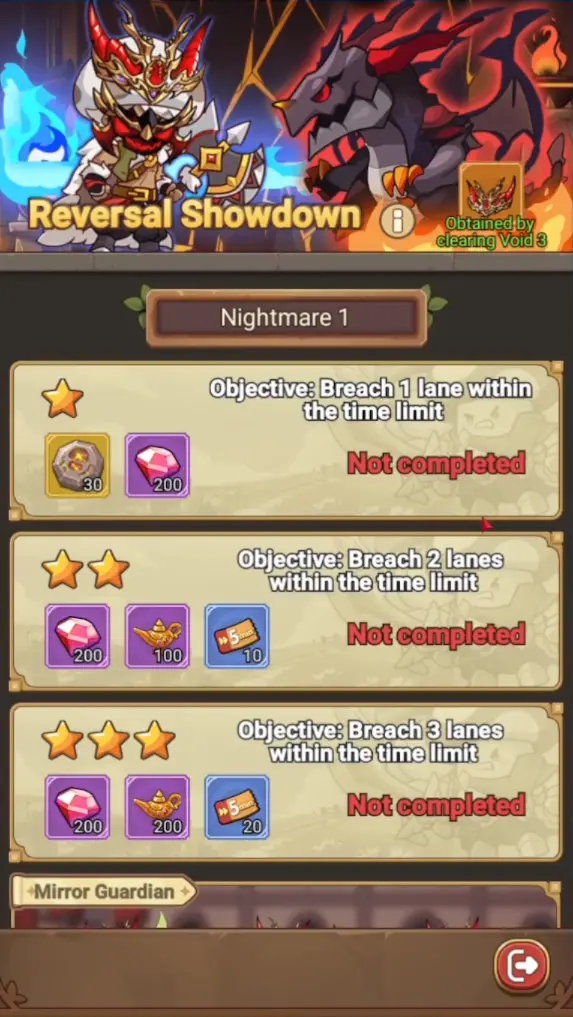 Reversal Showdown
i
Obtained by
clearing Void 3
Nightmare 1
Objective: Breach 1 lane within
the time limit
30
200
Not completed
Objective: Breach 2 lanes
within the time limit
200
100
5min
10
Not completed
Objective: Breach 3 lanes
within the time limit
200
200
5min
20
Not completed
Mirror Guardian